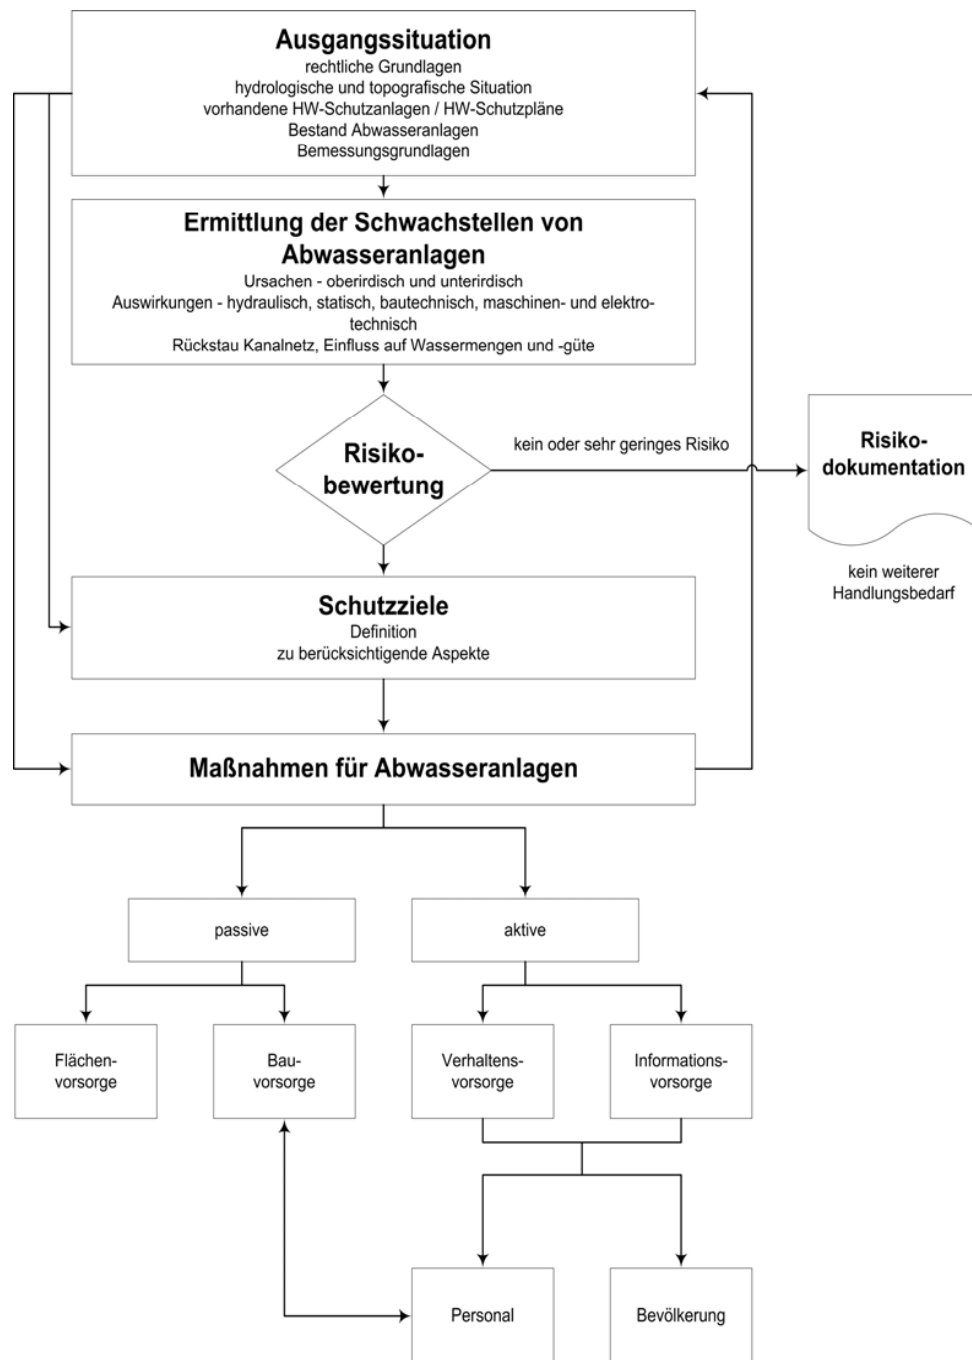 Ausgangssituation
rechtliche Grundlagen
hydrologische und topografische Situation
vorhandene HW-Schutzanlagen / HW-Schutzpläne
Bestand Abwasseranlagen
Bemessungsgrundlagen
Ermittlung der Schwachstellen von
Abwasseranlagen
Ursachen - oberirdisch und unterirdisch
Auswirkungen - hydraulisch, statisch, bautechnisch, maschinen- und elektro-
technisch
Rückstau Kanalnetz, Einfluss auf Wassermengen und -güte
Risiko-
bewertung
kein oder sehr geringes Risiko
Risiko-
dokumentation
kein weiterer
Handlungsbedarf
Schutzziele
Definition
zu berücksichtigende Aspekte
Maßnahmen für Abwasseranlagen
passive
aktive
Flächen-
vorsorge
Bau-
vorsorge
Verhaltens-
vorsorge
Informations-
vorsorge
Personal
Bevölkerung